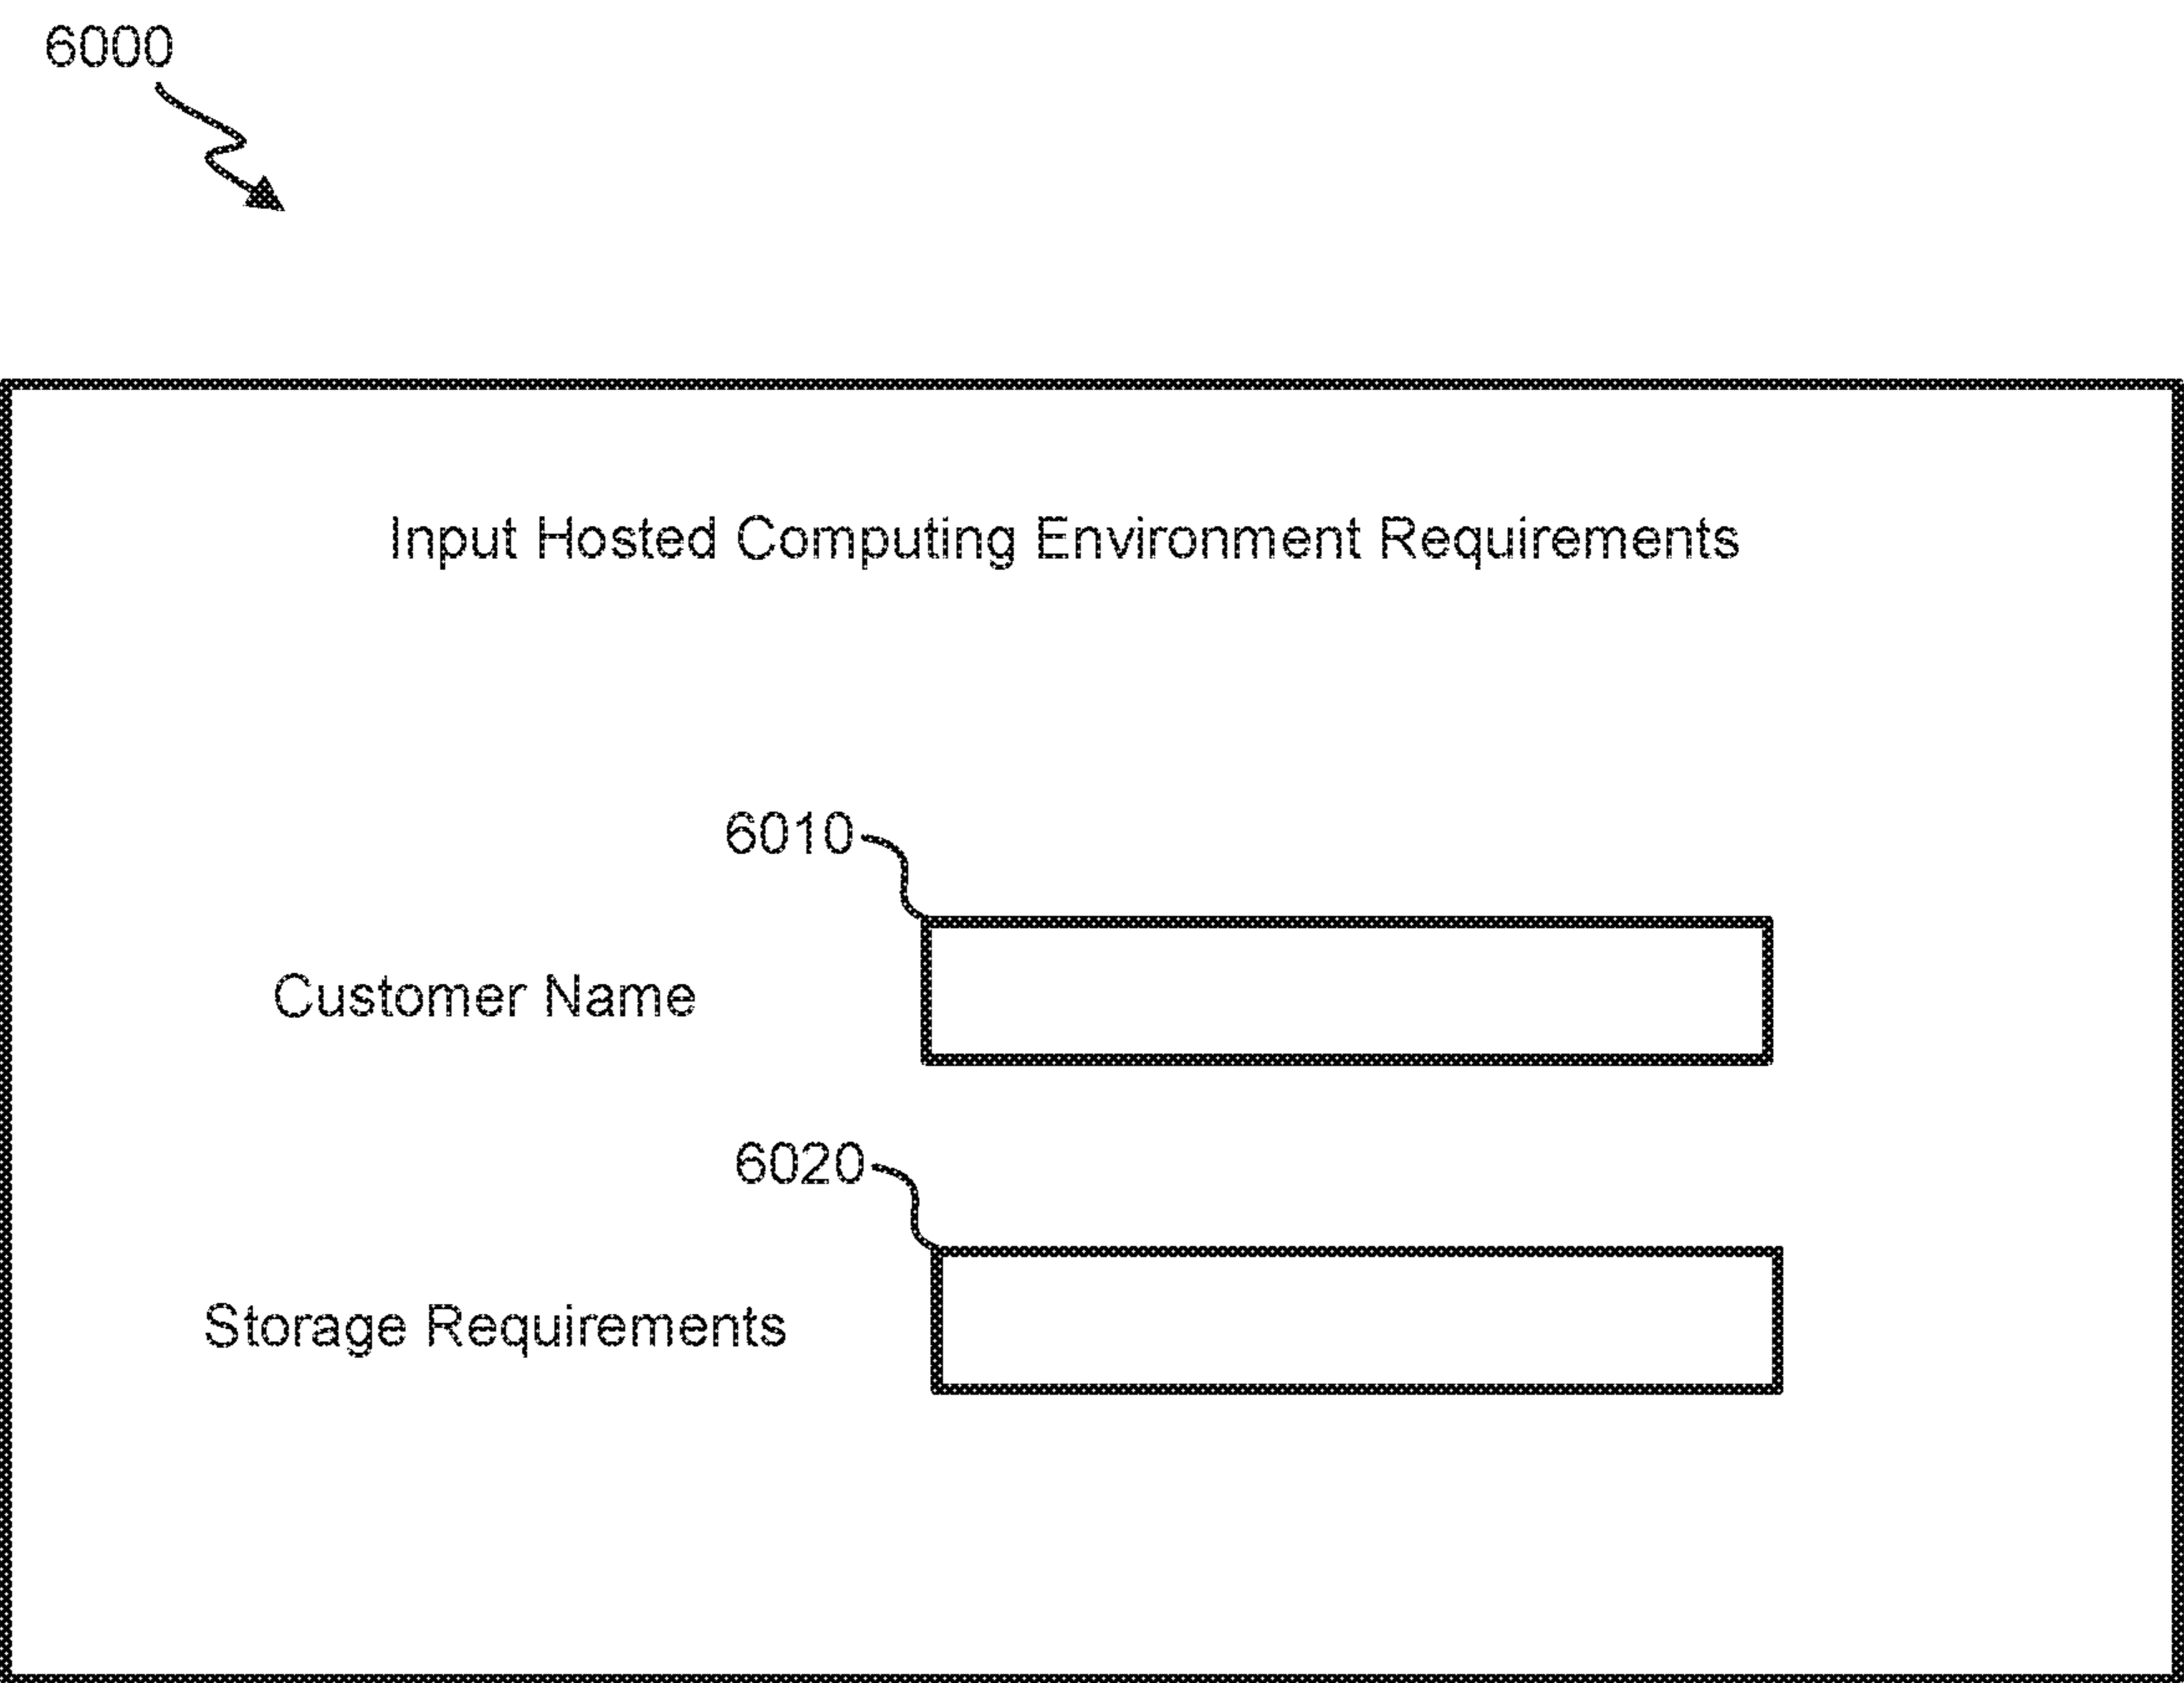 6000
Input Hosted Computing Environment Requirements
6010
Customer Name
6020
Storage Requirements